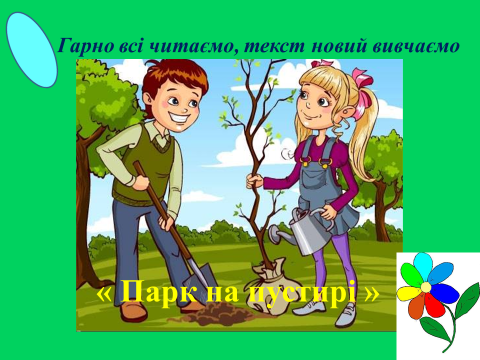 Гарно всі читаємо, текст новий вивчаємо
« Парк на пустирі »